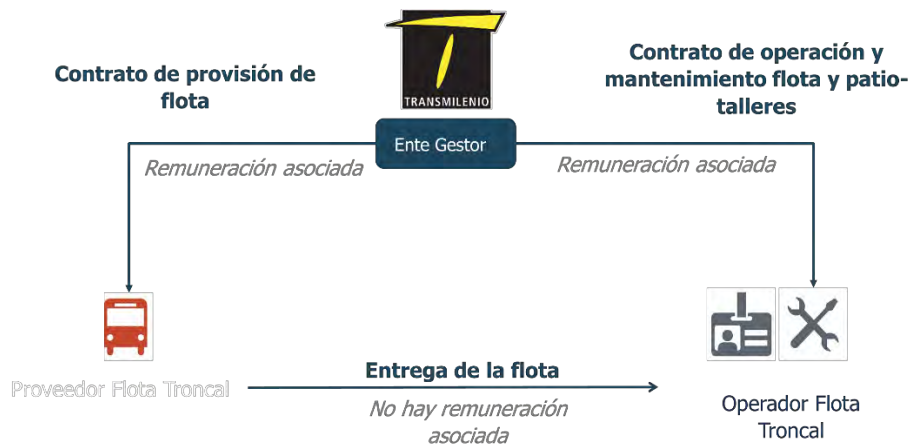 Contrato de provisión de
flota
TRANSMILENIO
Contrato de operación y
mantenimiento flota y patio-
talleres
Ente Gestor
Remuneración asociada
Remuneración asociada
Proveedor Flota Troncal
Entrega de la flota
No hay remuneración
asociada
Operador Flota
Troncal